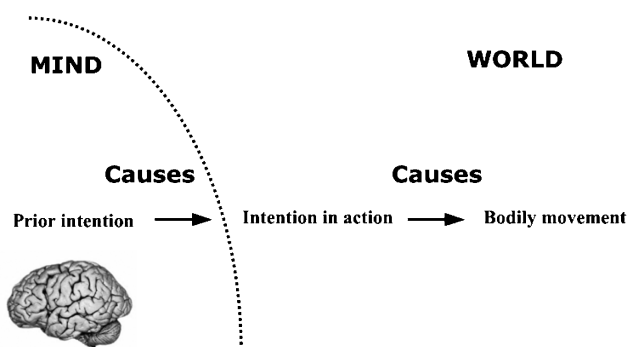 MIND
WORLD
Causes
Causes
Prior intention
Intention in action
Bodily movement